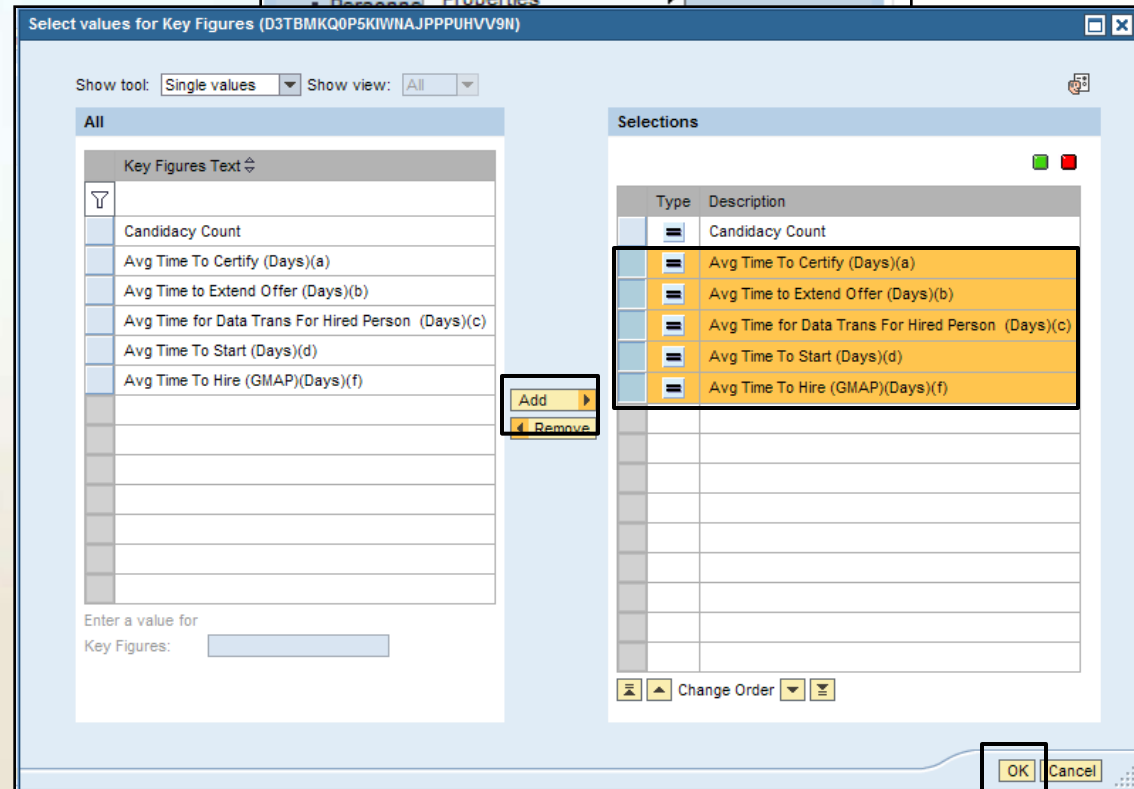 Personnel Properties
Select values for Key Figures (D3TBMKQ0P5KIWNAJPPPUHVV9N)
Show tool: Single values Show view: All
All
Key Figures Text
Candidacy Count
Avg Time To Certify (Days)(a)
Avg Time to Extend Offer (Days)(b)
Avg Time for Data Trans For Hired Person (Days)(c)
Avg Time To Start (Days)(d)
Avg Time To Hire (GMAP)(Days)(f)
Enter a value for
Key Figures:
Add
Remove
Selections
Type Description
Candidacy Count
Avg Time To Certify (Days)(a)
Avg Time to Extend Offer (Days)(b)
Avg Time for Data Trans For Hired Person (Days)(c)
Avg Time To Start (Days)(d)
Avg Time To Hire (GMAP)(Days)(f)
Change Order
OK Cancel